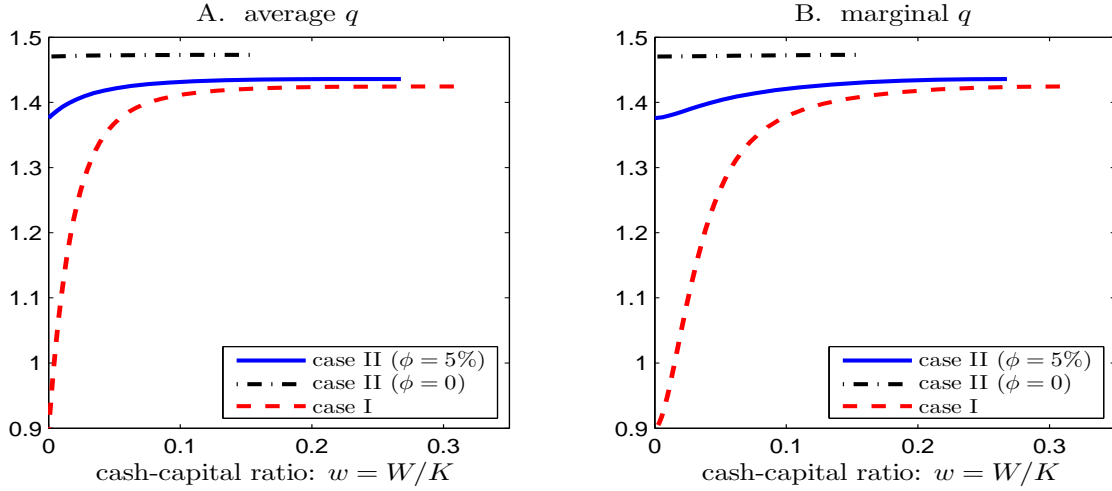 A. average q
1.5
1.4
1.3
1.2
1.1
1
0.9
0
0.1
0.2
0.3
cash-capital ratio: w = W/K
case II (ϕ = 5%)
case II (ϕ = 0)
case I
B. marginal q
1.5
1.4
1.3
1.2
1.1
1
0.9
0
0.1
0.2
0.3
cash-capital ratio: w = W/K
case II (ϕ = 5%)
case II (ϕ = 0)
case I